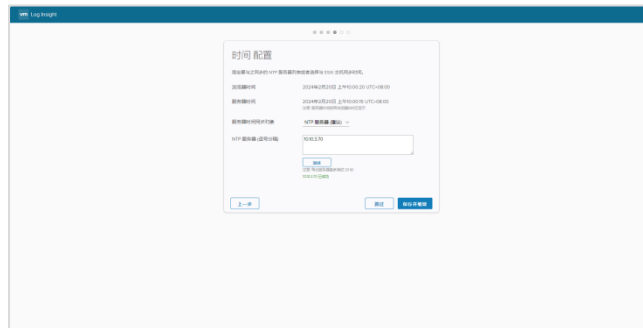 vm Log Insight
时间 配置
浏览器时间 2024年2月20日 上午10:00:20 UTC+08:00
服务器时间 2024年2月20日 上午10:00:15 UTC+08:00
服务器时间同步对象 NTP 服务器 (建议)
NTP 服务器 (逗号分隔) 10.10.2.70
测试
上一步 跳过 保存并继续